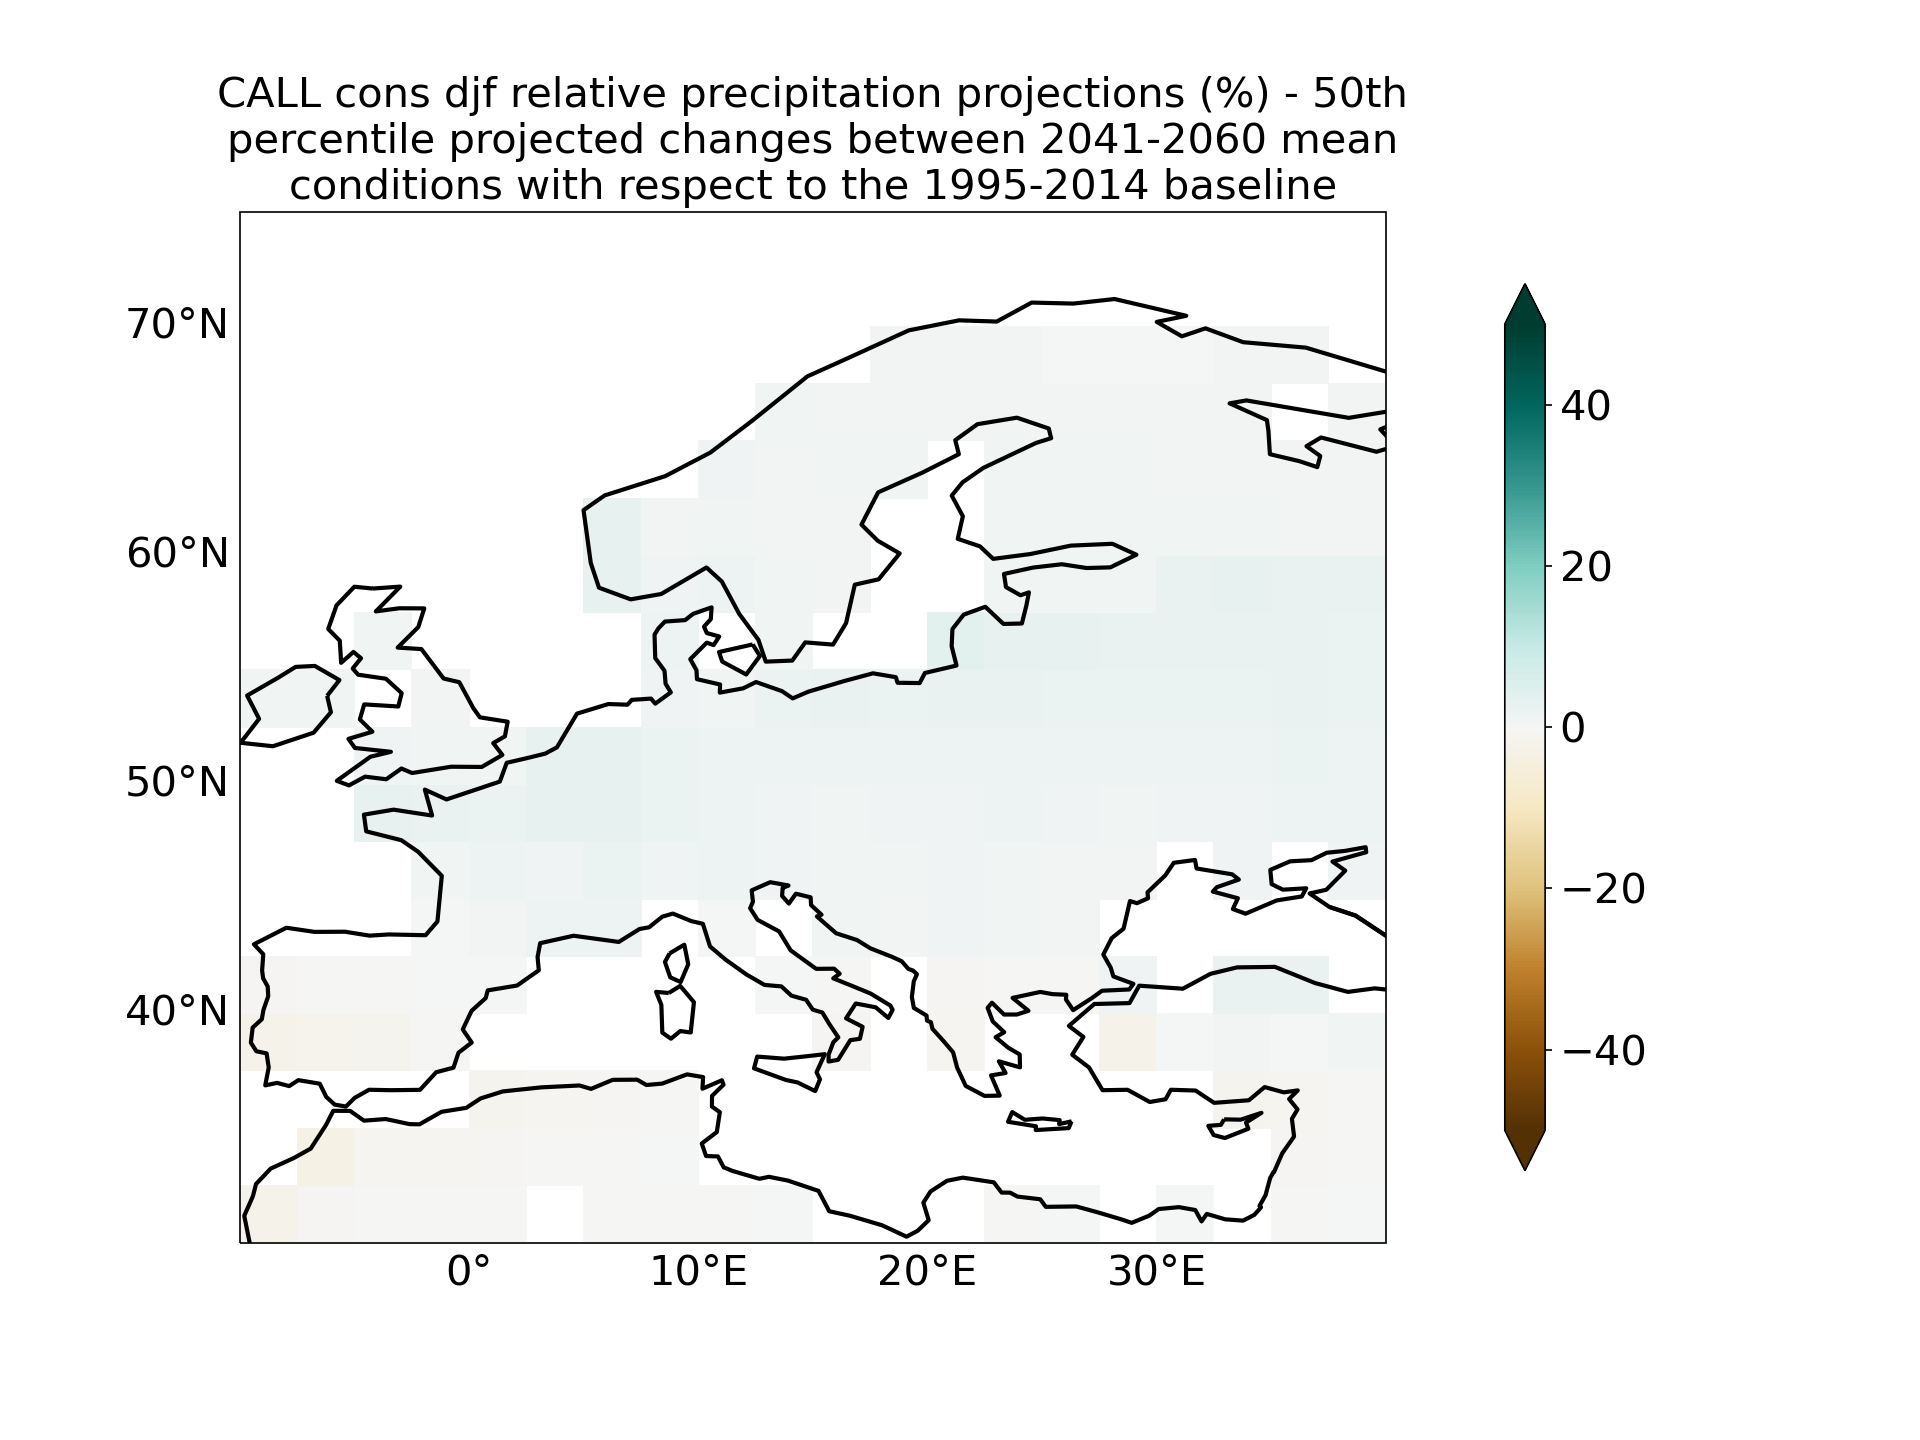 CALL cons djf relative precipitation projections (%) - 50th
percentile projected changes between 2041-2060 mean
conditions with respect to the 1995-2014 baseline
70°N
60°N
50°N
40°N
0°
10°E
20°E
30°E
40
20
0
−20
−40